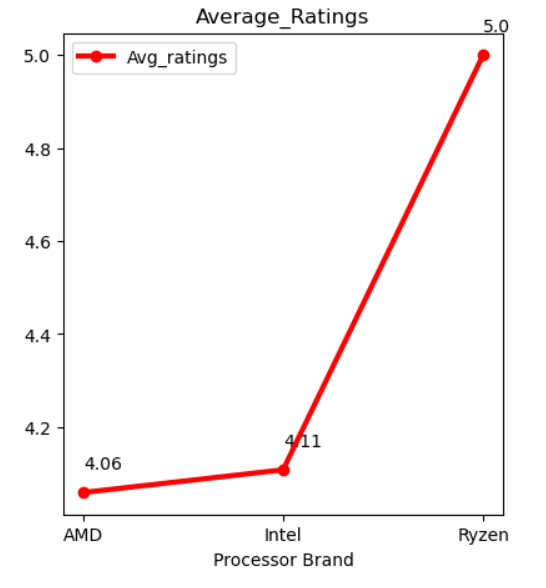 Average_Ratings
5.0
Avg_ratings
5.0
4.8
4.6
4.4
4.2
4.11
4.06
AMD Intel Ryzen
Processor Brand